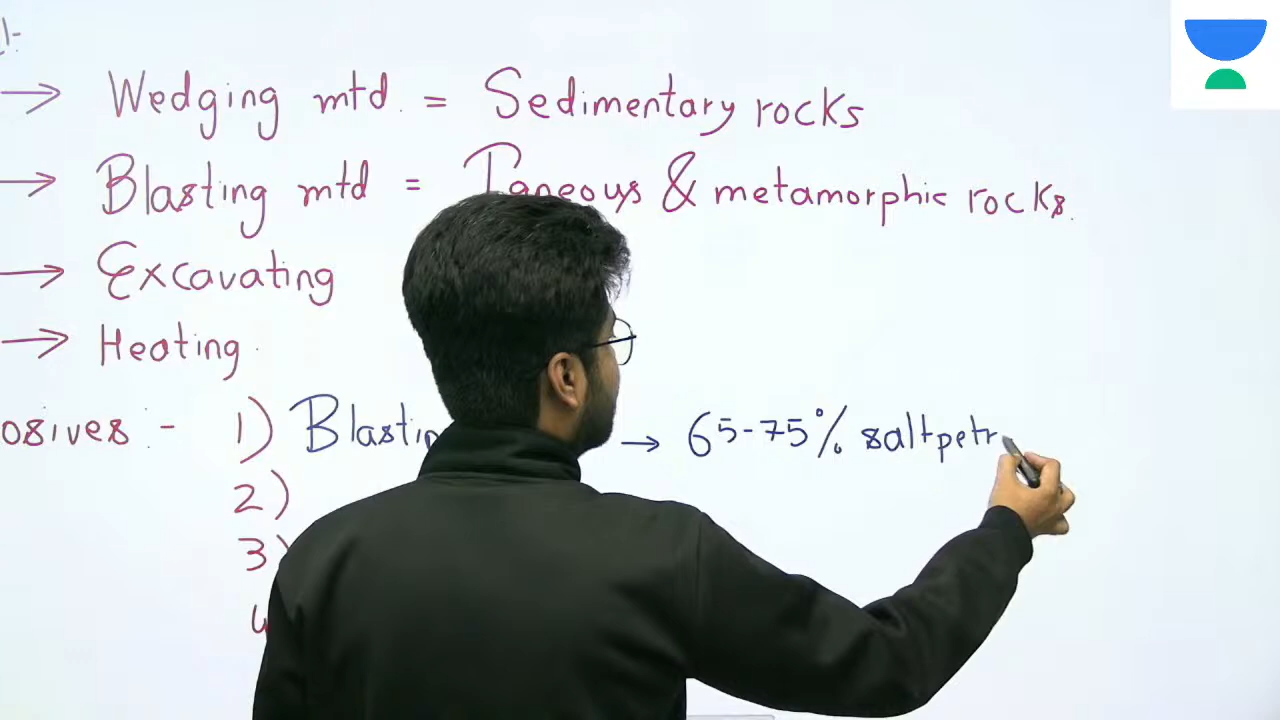 → Wedging mtd. = Sedimentary rocks
→ Blasting mtd = Igneous & metamorphic rocks.
→ Excavating
→ Heating.
osives :- 1) Blastin → 65-75% saltpetr
2)
3)
4